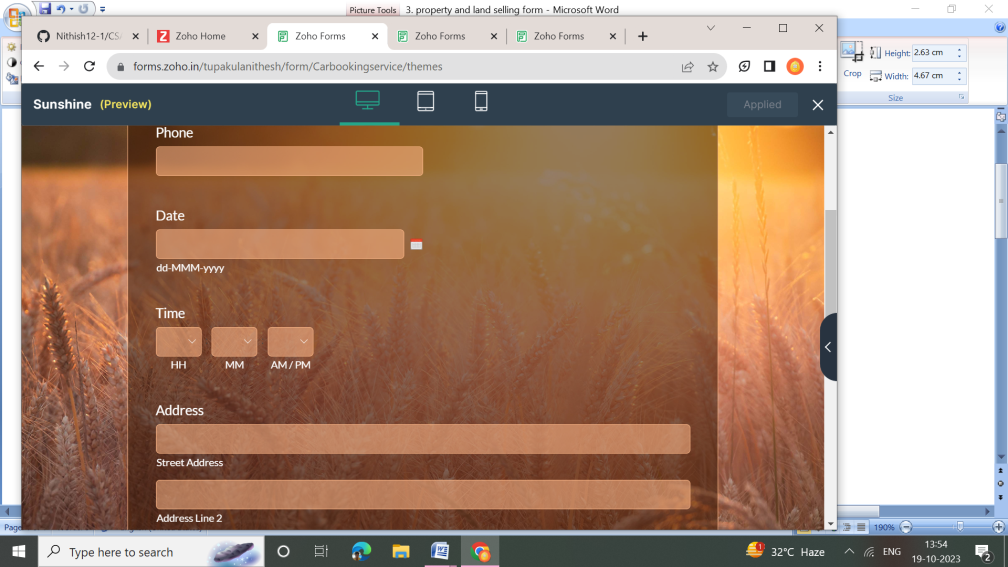 Picture Tools 3. property and land selling form - Microsoft Word
Nithish12-1/CSA
Zoho Home
Zoho Forms
Zoho Forms
Zoho Forms
forms.zoho.in/tupakulanithesh/form/Carbookingservice/themes
Height: 2.63 cm
Crop
Width: 4.67 cm
Size
Sunshine (Preview)
Applied
Phone
Date
dd-MMM-yyyy
Time
HH MM AM / PM
Address
Street Address
Address Line 2
190%
Type here to search
1
32°C Haze
ENG
13:54
19-10-2023
2